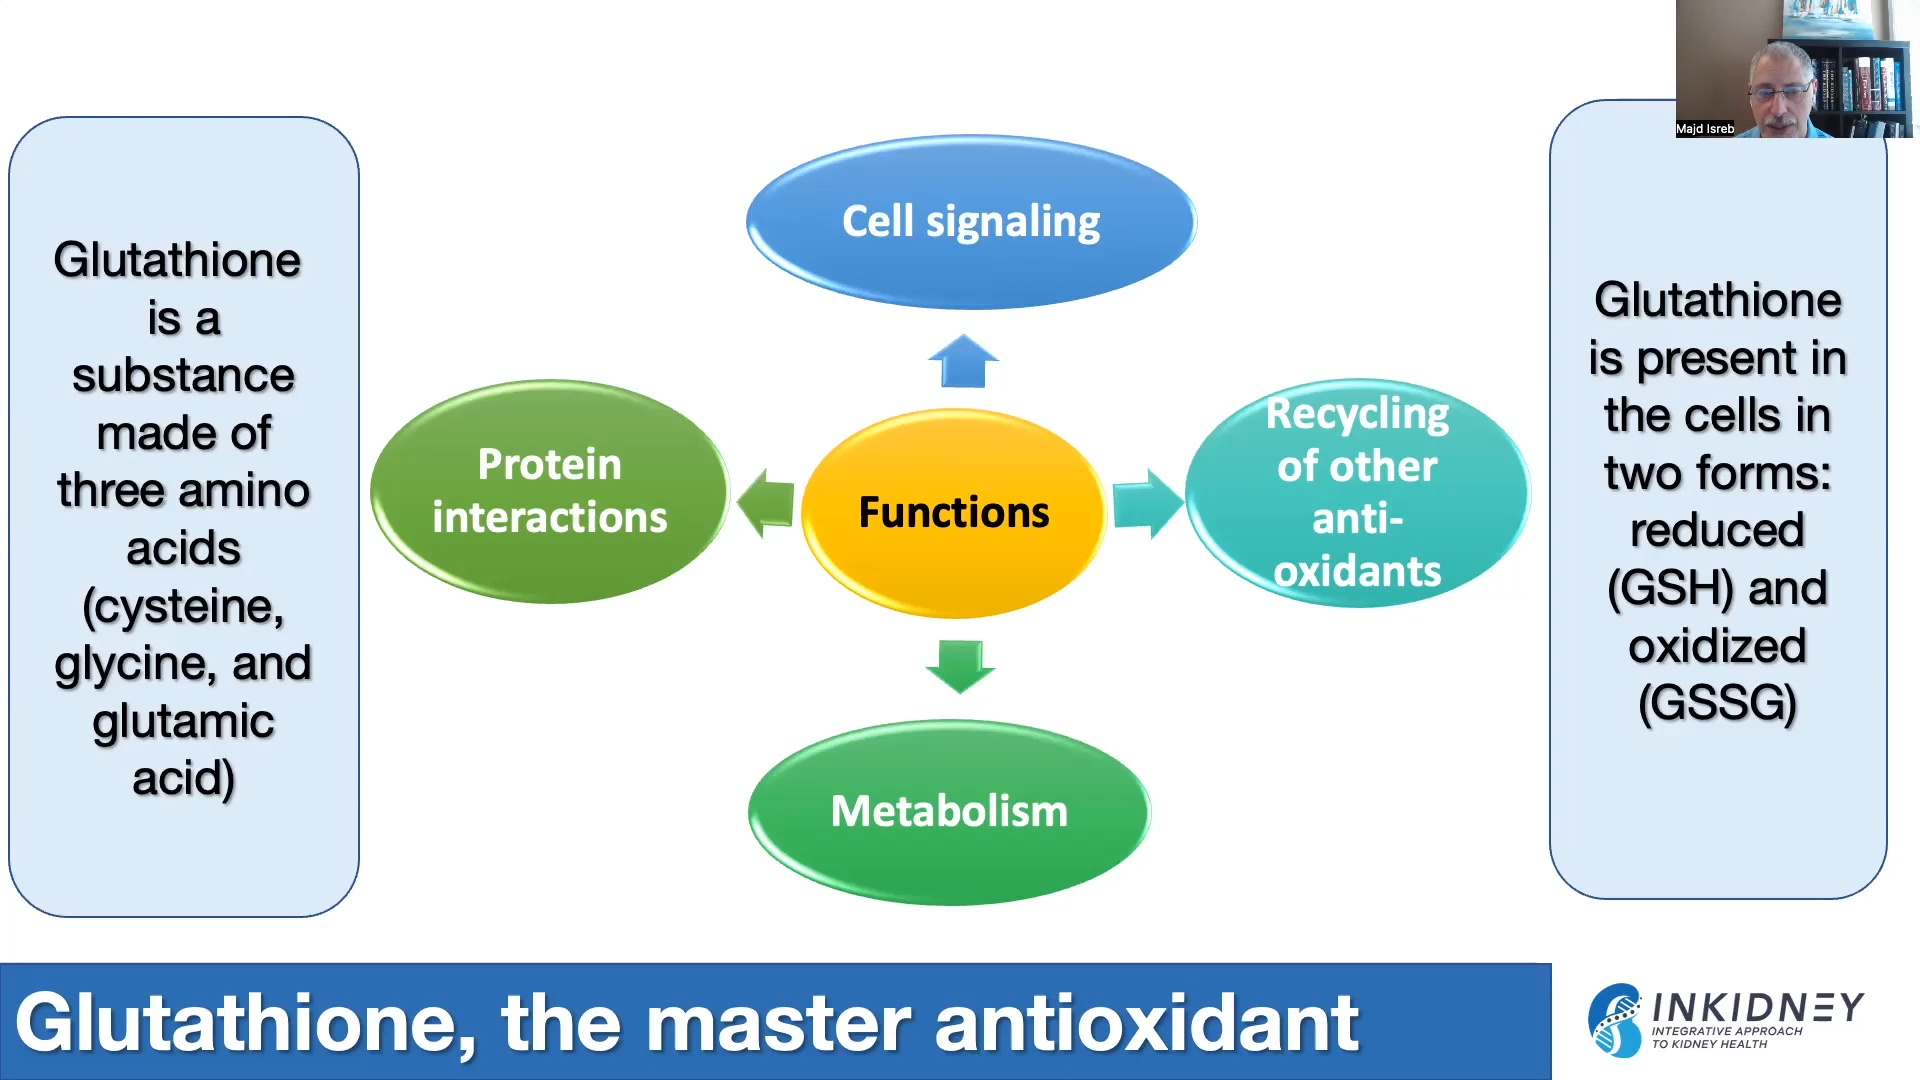 Majd Isreb
Glutathione
is a
substance
made of
three amino
acids
(cysteine,
glycine, and
glutamic
acid)
Cell signaling
Protein
interactions
Functions
Recycling
of other
anti-
oxidants
Metabolism
Glutathione
is present in
the cells in
two forms:
reduced
(GSH) and
oxidized
(GSSG)
Glutathione, the master antioxidant
INKIDNEY
INTEGRATIVE APPROACH
TO KIDNEY HEALTH